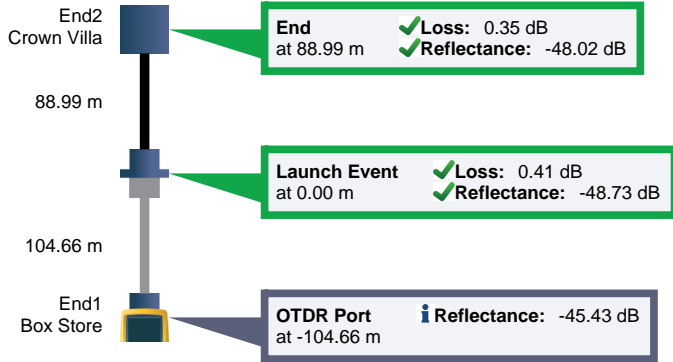 End2
Crown Villa
End
at 88.99 m
Loss: 0.35 dB
Reflectance: -48.02 dB
88.99 m
Launch Event
at 0.00 m
Loss: 0.41 dB
Reflectance: -48.73 dB
104.66 m
End1
Box Store
OTDR Port
at -104.66 m
i Reflectance: -45.43 dB